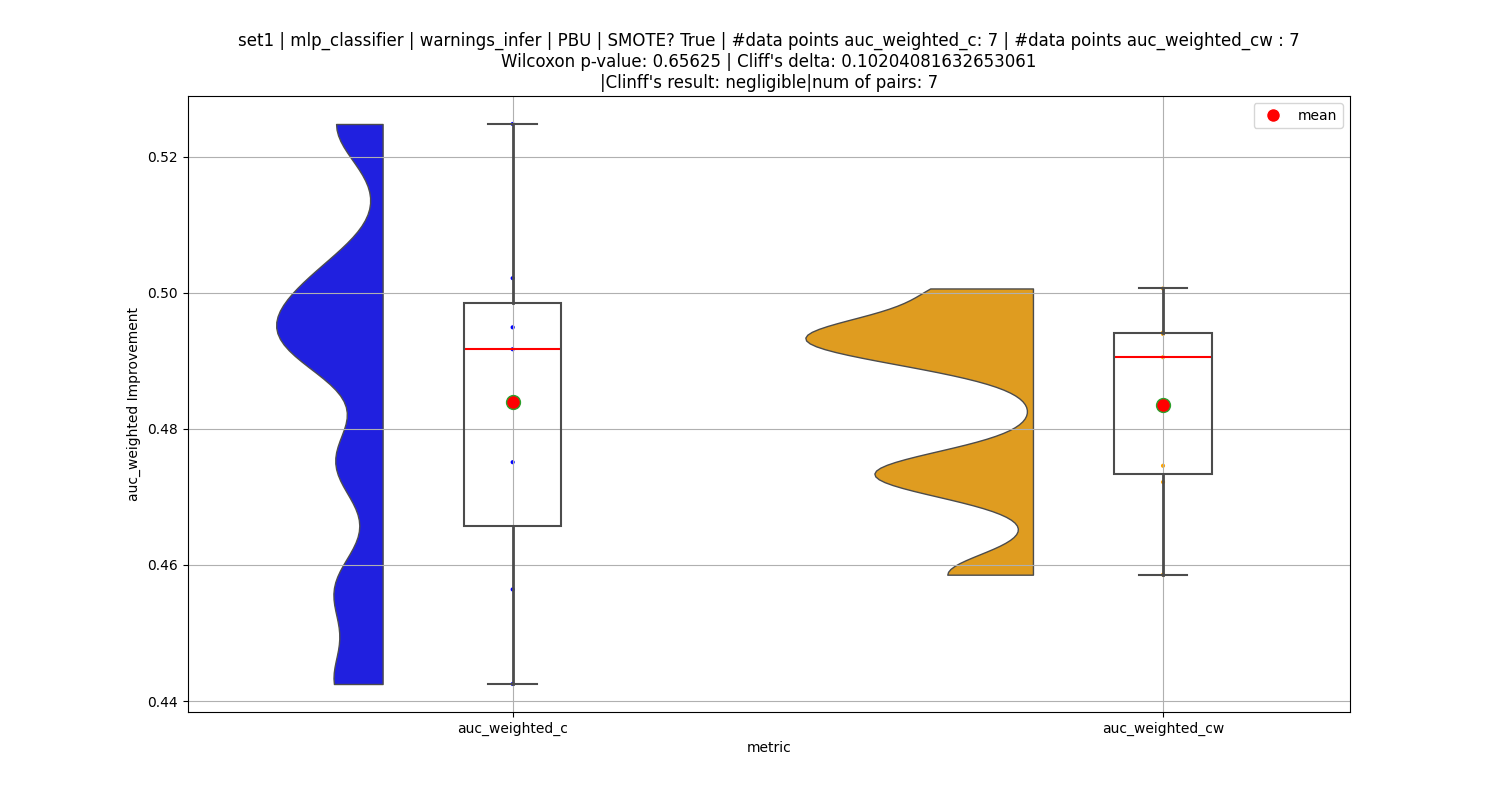 set1 | mlp_classifier | warnings_infer | PBU | SMOTE? True | #data points auc_weighted_c: 7 | #data points auc_weighted_cw : 7
Wilcoxon p-value: 0.65625 | Cliff's delta: 0.10204081632653061
|Clinff's result: negligible|num of pairs: 7
mean
0.52
0.50
0.48
0.46
0.44
auc_weighted Improvement
auc_weighted_c
auc_weighted_cw
metric